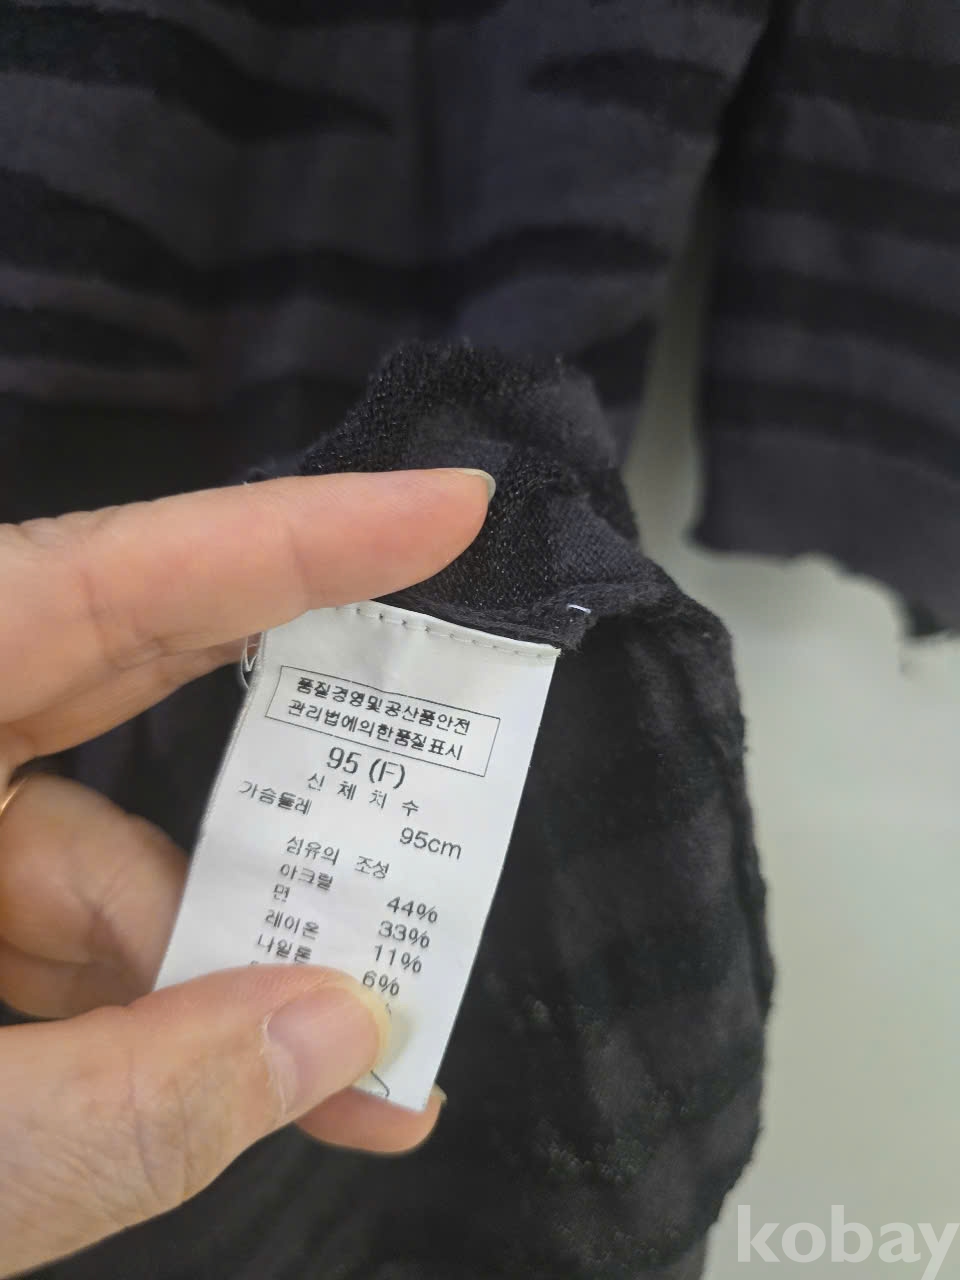 품질경영및공산품안전
관리법에의한품질표시
95 (F)
신 체 치 수
가슴둘레
95cm
섬유의 조성
아크릴 44%
면 33%
레이온 11%
나일론 6%
kobay